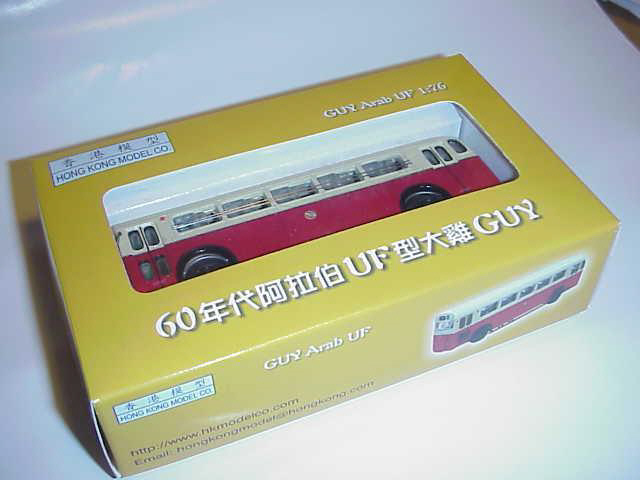 GUY Arab UF 1:76
香港模型
HONG KONG MODEL CO.
60年代阿拉伯UF型大雞GUY
GUY Arab UF
香港模型
HONG KONG MODEL CO.
http://www.hkmodelco.com
Email: hongkongmodel@hongkong.com